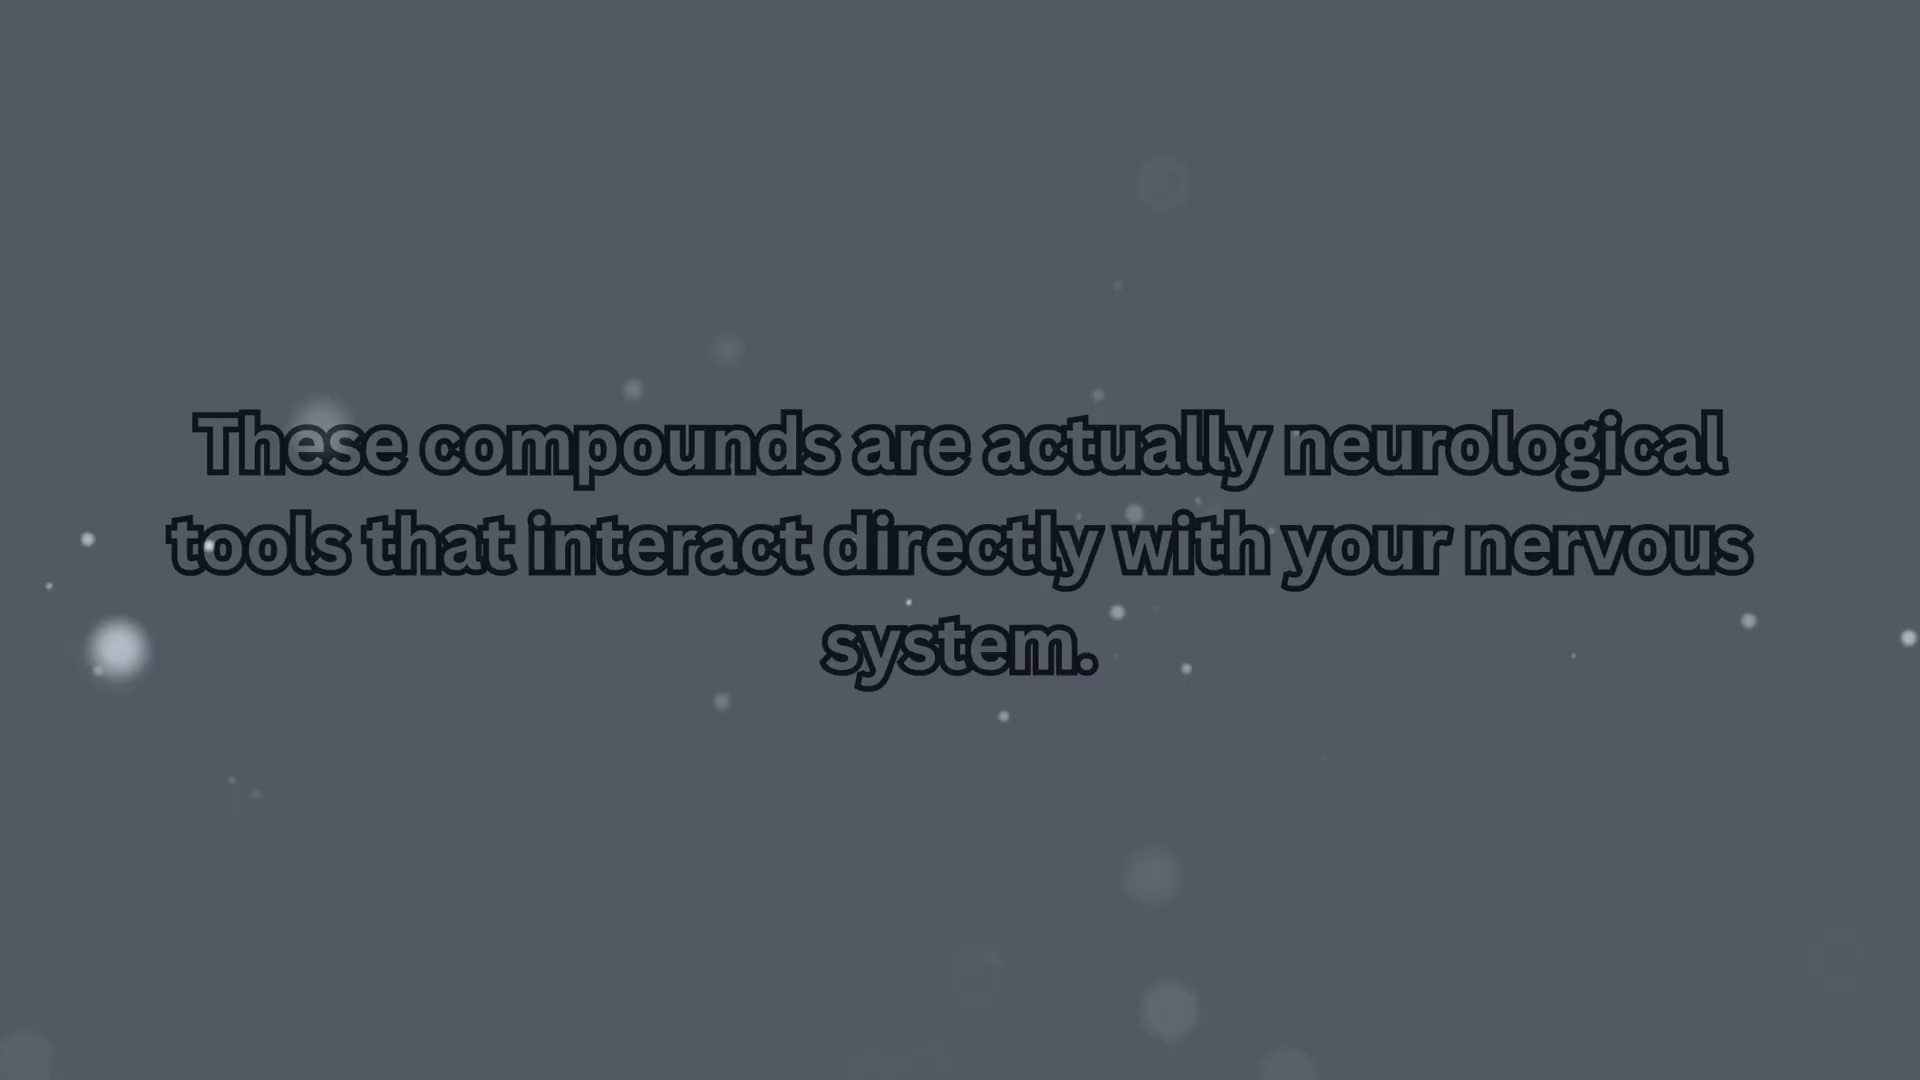 These compounds are actually neurological
tools that interact directly with your nervous
system.